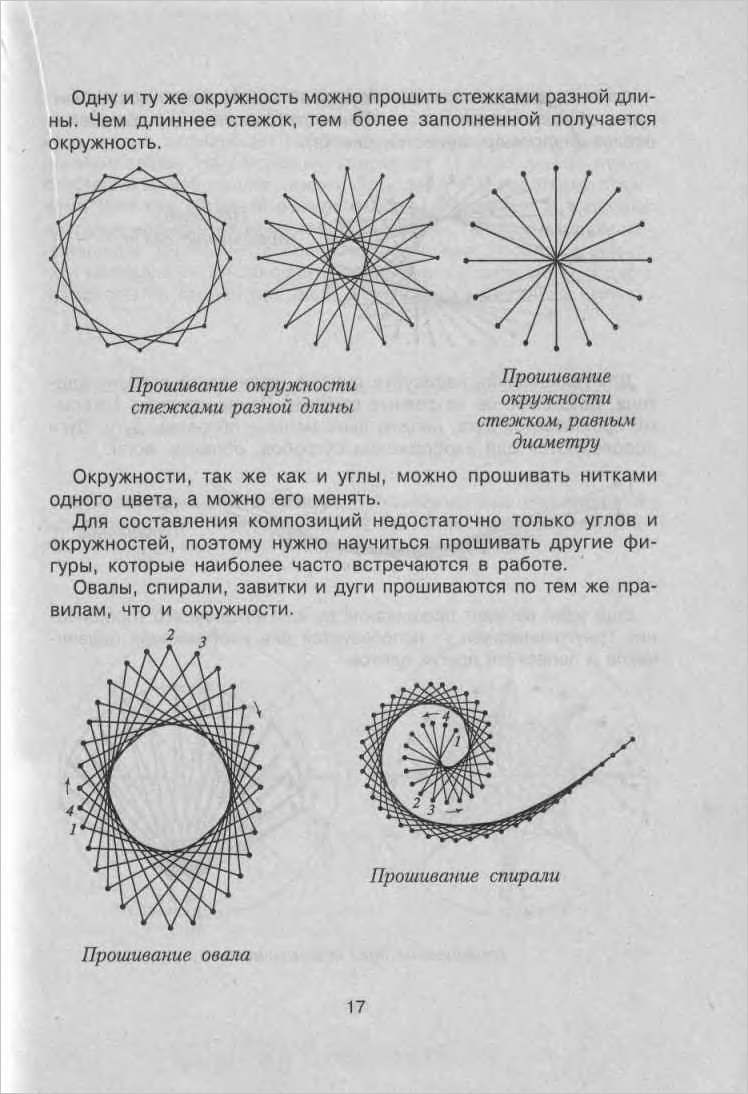 Одну и ту же окружность можно прошить стежками разной дли-
ны. Чем длиннее стежок, тем более заполненной получается
окружность.
Прошивание окружности
стежками разной длины
Прошивание
окружности
стежком, равным
диаметру
Окружности, так же как и углы, можно прошивать нитками
одного цвета, а можно его менять.
Для составления композиций недостаточно только углов и
окружностей, поэтому нужно научиться прошивать другие фи-
гуры, которые наиболее часто встречаются в работе.
Овалы, спирали, завитки и дуги прошиваются по тем же пра-
вилам, что и окружности.
2
3
4
1
Прошивание овала
4
1
2
3
Прошивание спирали
17